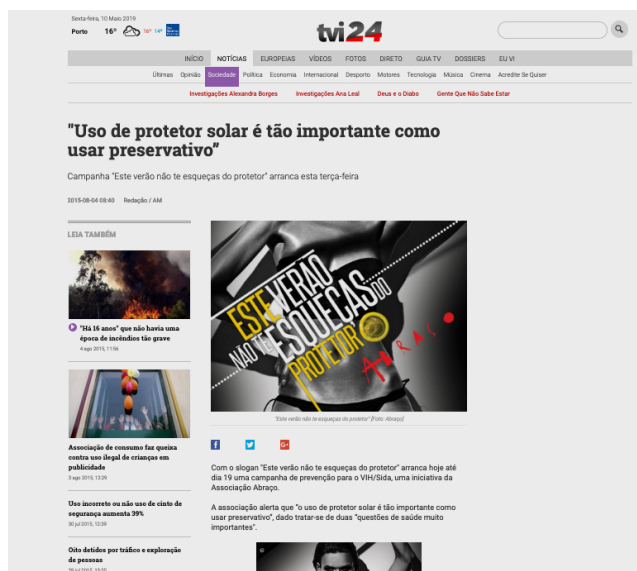 Sexta-feira, 10 Maio 2019
Porto 16º 16º 14º
tvi24
INÍCIO NOTÍCIAS EUROPEIAS VÍDEOS FOTOS DIRETO GUIA TV DOSSIERS EU VI
Últimas Opinião Sociedade Política Economia Internacional Desporto Motores Tecnologia Música Cinema Acredite Se Quiser
Investigações Alexandra Borges Investigações Ana Leal Deus e o Diabo Gente Que Não Sabe Estar
"Uso de protetor solar é tão importante como
usar preservativo"
Campanha "Este verão não te esqueças do protetor" arranca esta terça-feira
2015-08-04 08:40 Redação / AM
LEIA TAMBÉM
"Há 16 anos" que não havia uma
época de incêndios tão grave
4 ago 2015, 11:56
Associação de consumo faz queixa
contra uso ilegal de crianças em
publicidade
3 ago 2015, 13:29
Uso incorreto ou não uso de cinto de
segurança aumenta 39%
30 jul 2015, 12:39
Oito detidos por tráfico e exploração
de pessoas
ESTE VERÃO
NÃO TE ESQUEÇAS DO
PROTETOR
ABRAÇO
"Este verão não te esqueças do protetor" [Foto: Abraço]
f
G+
Com o slogan "Este verão não te esqueças do protetor" arranca hoje até
dia 19 uma campanha de prevenção para o VIH/Sida, uma iniciativa da
Associação Abraço.
A associação alerta que "o uso de protetor solar é tão importante como
usar preservativo", dado tratar-se de duas "questões de saúde muito
importantes".